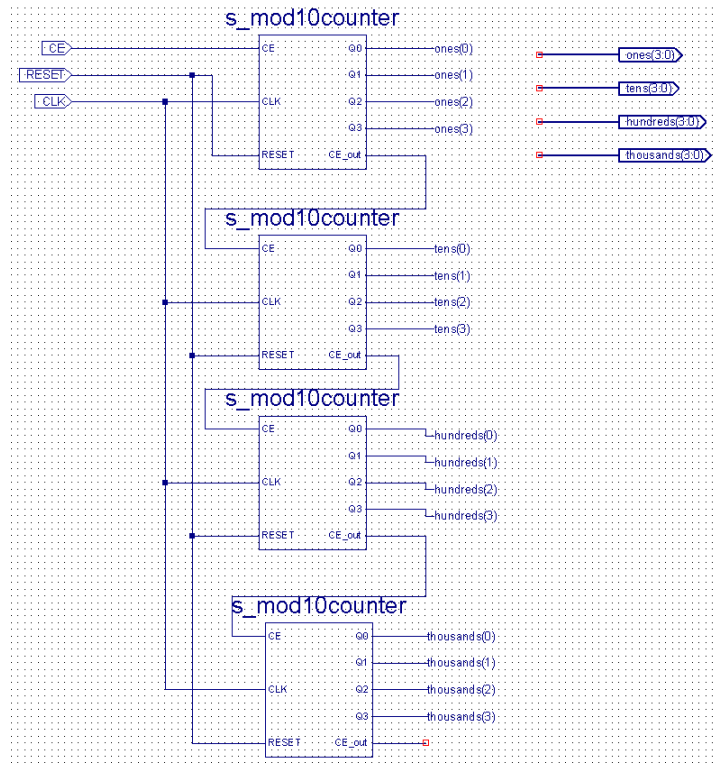 s_mod10counter
CE
RESET
CLK
CE
CLK
RESET
Q0
Q1
Q2
Q3
CE_out
ones(0)
ones(1)
ones(2)
ones(3)
ones(3:0)
tens(3:0)
hundreds(3:0)
thousands(3:0)
s_mod10counter
CE
CLK
RESET
Q0
Q1
Q2
Q3
CE_out
tens(0)
tens(1)
tens(2)
tens(3)
s_mod10counter
CE
CLK
RESET
Q0
Q1
Q2
Q3
CE_out
hundreds(0)
hundreds(1)
hundreds(2)
hundreds(3)
s_mod10counter
CE
CLK
RESET
Q0
Q1
Q2
Q3
CE_out
thousands(0)
thousands(1)
thousands(2)
thousands(3)